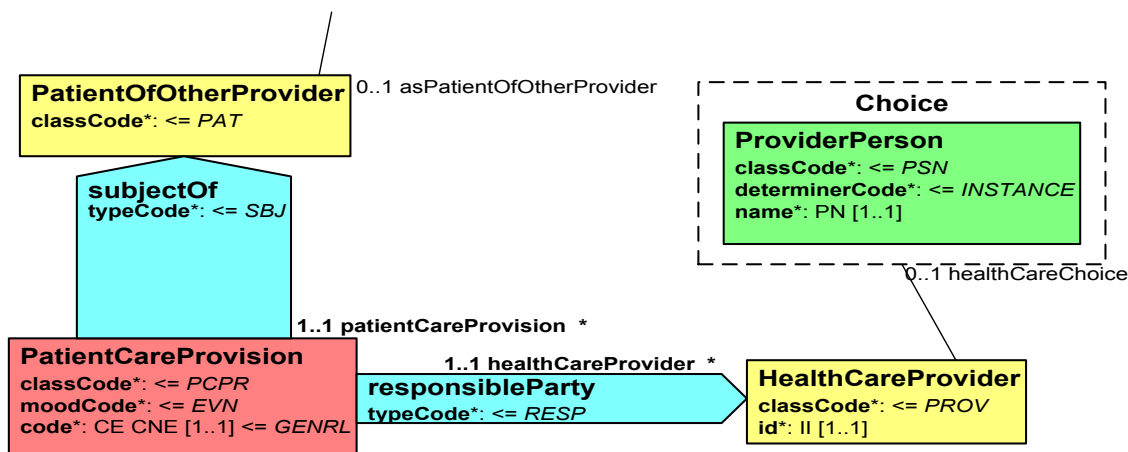 PatientOfOtherProvider
classCode*: <= PAT
0..1 asPatientOfOtherProvider
Choice
ProviderPerson
classCode*: <= PSN
determinerCode*: <= INSTANCE
name*: PN [1..1]
0..1 healthCareChoice
subjectOf
typeCode*: <= SBJ
1..1 patientCareProvision *
PatientCareProvision
classCode*: <= PCPR
moodCode*: <= EVN
code*: CE CNE [1..1] <= GENRL
1..1 healthCareProvider *
responsibleParty
typeCode*: <= RESP
HealthCareProvider
classCode*: <= PROV
id*: II [1..1]